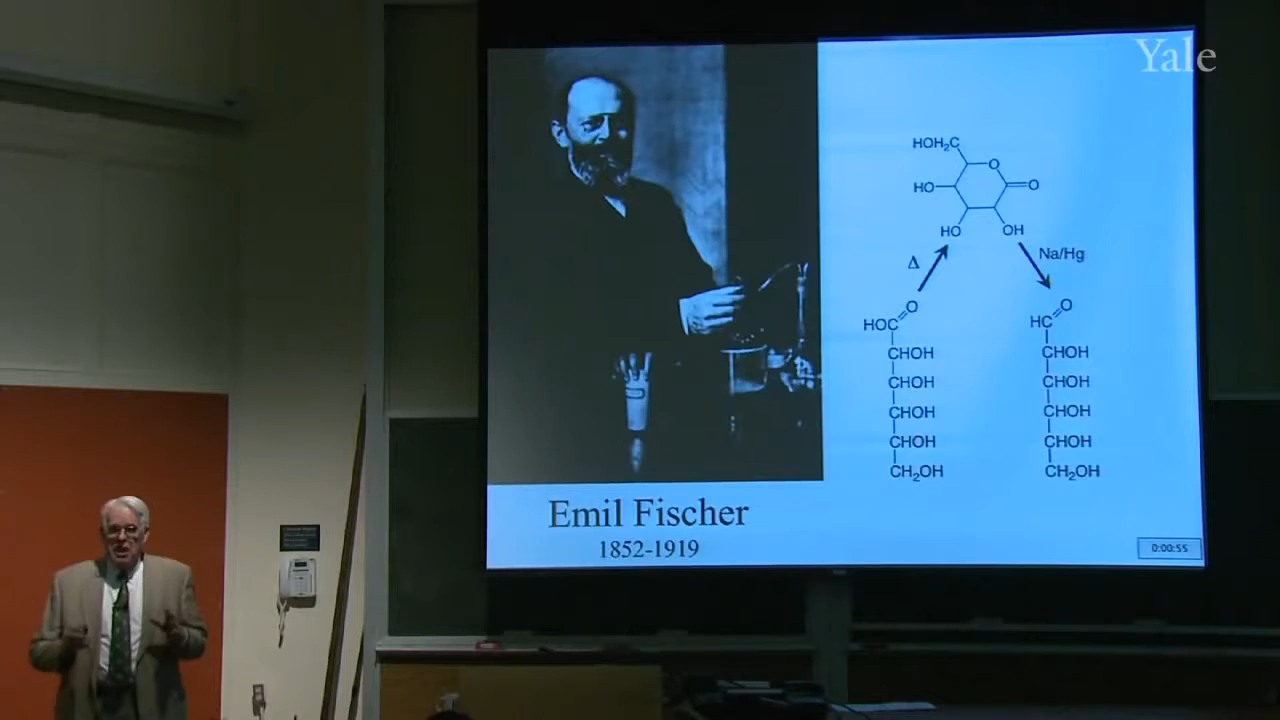 Yale
HOH₂C
O
HO
O
HO
OH
Δ
Na/Hg
O
HOC
HC
O
CHOH
CHOH
CHOH
CHOH
CHOH
CHOH
CHOH
CHOH
CH₂OH
CH₂OH
Emil Fischer
1852-1919
0:00:55